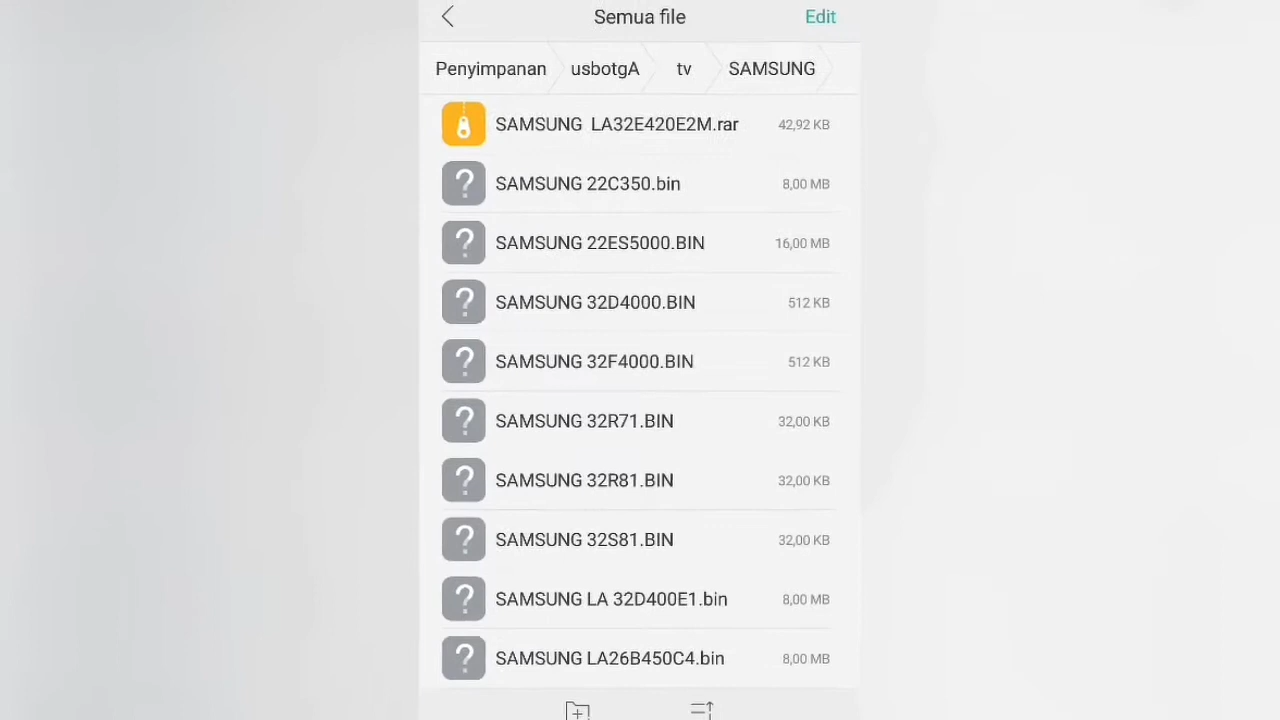 Semua file Edit
Penyimpanan usbotgA tv SAMSUNG
SAMSUNG LA32E420E2M.rar 42,92 KB
SAMSUNG 22C350.bin 8,00 MB
SAMSUNG 22ES5000.BIN 16,00 MB
SAMSUNG 32D4000.BIN 512 KB
SAMSUNG 32F4000.BIN 512 KB
SAMSUNG 32R71.BIN 32,00 KB
SAMSUNG 32R81.BIN 32,00 KB
SAMSUNG 32S81.BIN 32,00 KB
SAMSUNG LA 32D400E1.bin 8,00 MB
SAMSUNG LA26B450C4.bin 8,00 MB